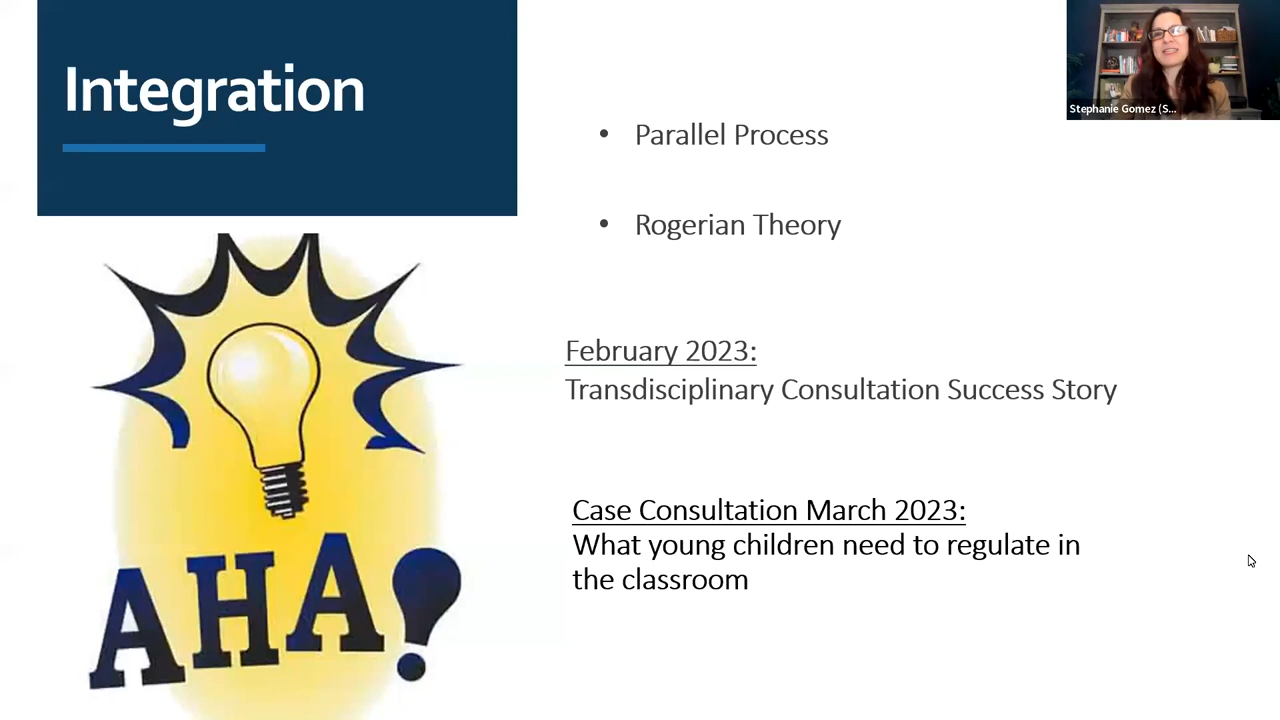 Integration
• Parallel Process
• Rogerian Theory
February 2023:
Transdisciplinary Consultation Success Story
Case Consultation March 2023:
What young children need to regulate in
the classroom
AHA!
Stephanie Gomez (S...